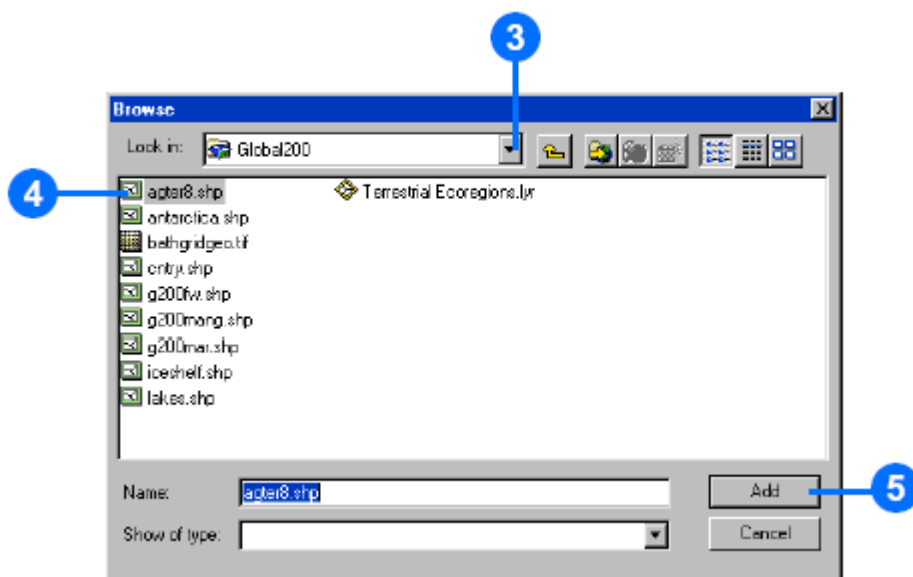 3
Browse
Look in: Global200
4
agter8.shp
Terrestrial Ecoregions.lyr
antarctica.shp
bathgridgeo.tif
cntry.shp
g200fw.shp
g200mang.shp
g200mar.shp
iceshelf.shp
lakes.shp
Name: agter8.shp
Add
5
Show of type:
Cancel